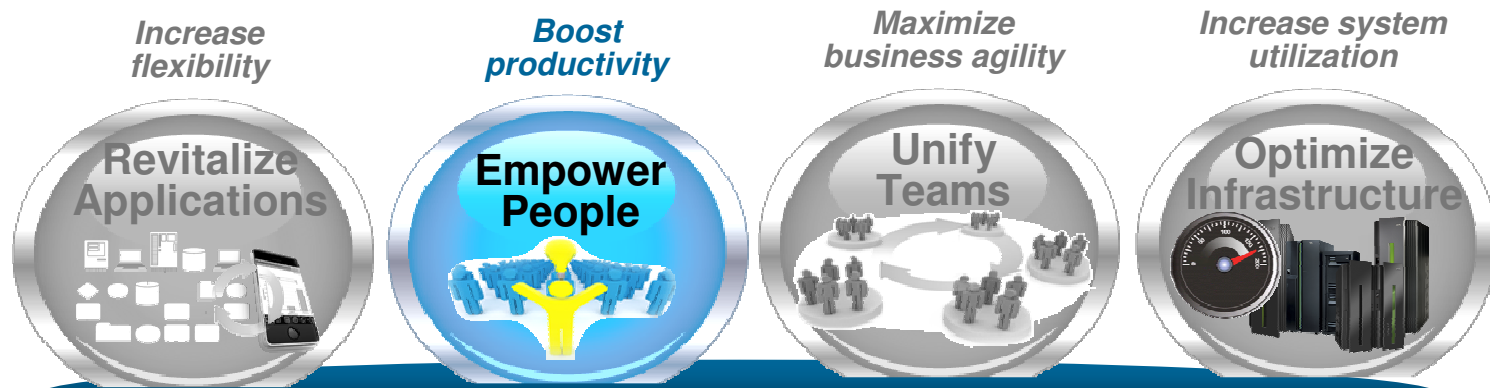 Increase
flexibility
Boost
productivity
Maximize
business agility
Increase system
utilization
Revitalize
Applications
Empower
People
Unify
Teams
Optimize
Infrastructure